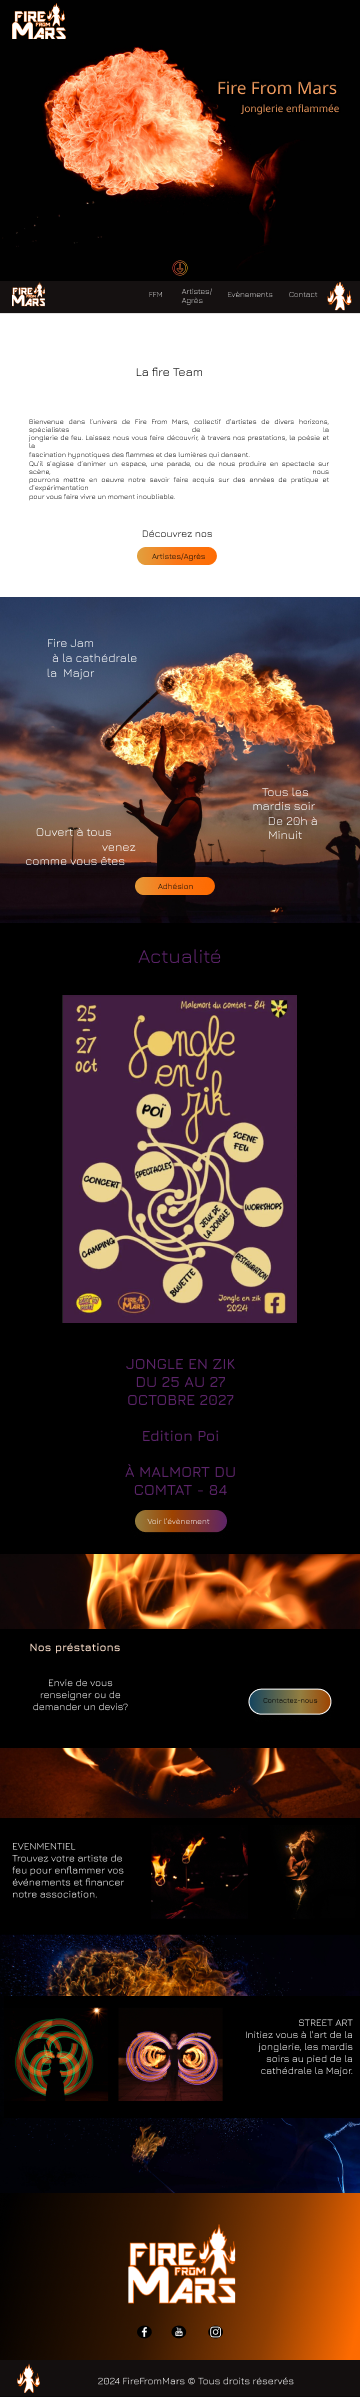 FIRE
FROM
MARS
Fire From Mars
Jonglerie enflammée
FIRE
FROM
MARS
FFM
Artistes/
Agrès
Evénements
Contact
La fire Team
Bienvenue dans l'univers de Fire From Mars, collectif d'artistes de divers horizons,
spécialistes de la
jonglerie de feu. Laissez nous vous faire découvrir, à travers nos prestations, la poésie et
la
fascination hypnotiques des flammes et des lumières qui dansent.
Qu'il s'agisse d'animer un espace, une parade, ou de nous produire en spectacle sur
scène, nous
pourrons mettre en oeuvre notre savoir faire acquis sur des années de pratique et
d'expérimentation
pour vous faire vivre un moment inoubliable.
Découvrez nos
Artistes/Agrès
Fire Jam
à la cathédrale
la Major
Tous les
mardis soir
De 20h à
Minuit
Ouvert à tous
venez
comme vous êtes
Adhésion
Actualité
25
-
27
oct
Malemort du comtat - 84
Jongle
en
zik
POÏ
SCENE
FEU
SPECTACLES
CONCERT
WORKSHOPS
JEUX DE
LA JONGLE
CAMPING
RESTAURATION
BUVETTE
FIRE
FROM
MARS
Jongle en zik
2024
JONGLE EN ZIK
DU 25 AU 27
OCTOBRE 2027
Edition Poi
À MALMORT DU
COMTAT - 84
Voir l'événement
Nos préstations
Envie de vous
renseigner ou de
demander un devis?
Contactez-nous
EVENMENTIEL
Trouvez votre artiste de
feu pour enflammer vos
événements et financer
notre association.
STREET ART
Initiez vous à l'art de la
jonglerie, les mardis
soirs au pied de la
cathédrale la Major.
FIRE
FROM
MARS
2024 FireFromMars © Tous droits réservés